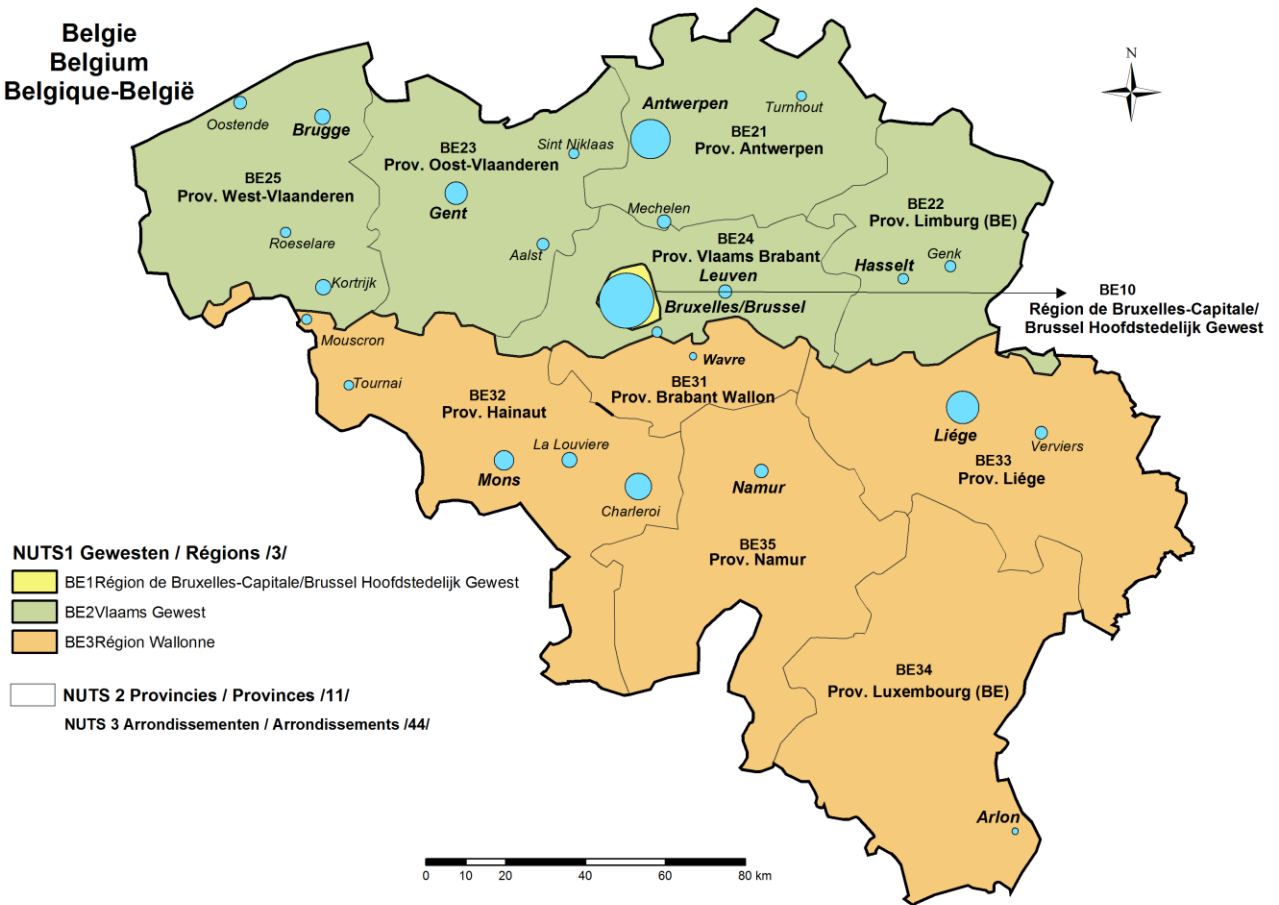 Belgie
Belgium
Belgique-België
N
Oostende
Brugge
BE25
Prov. West-Vlaanderen
Roeselare
Kortrijk
BE23
Prov. Oost-Vlaanderen
Sint Niklaas
Gent
Aalst
Antwerpen
Turnhout
BE21
Prov. Antwerpen
Mechelen
BE24
Prov. Vlaams Brabant
Leuven
Bruxelles/Brussel
BE22
Prov. Limburg (BE)
Genk
Hasselt
BE10
Région de Bruxelles-Capitale/
Brussel Hoofdstedelijk Gewest
Mouscron
Tournai
BE32
Prov. Hainaut
La Louviere
Mons
Charleroi
Wavre
BE31
Prov. Brabant Wallon
Namur
BE35
Prov. Namur
Liége
Verviers
BE33
Prov. Liége
BE34
Prov. Luxembourg (BE)
Arlon
NUTS1 Gewesten / Régions /3/
BE1Région de Bruxelles-Capitale/Brussel Hoofdstedelijk Gewest
BE2Vlaams Gewest
BE3Région Wallonne
NUTS 2 Provincies / Provinces /11/
NUTS 3 Arrondissementen / Arrondissements /44/
0 10 20 40 60 80 km